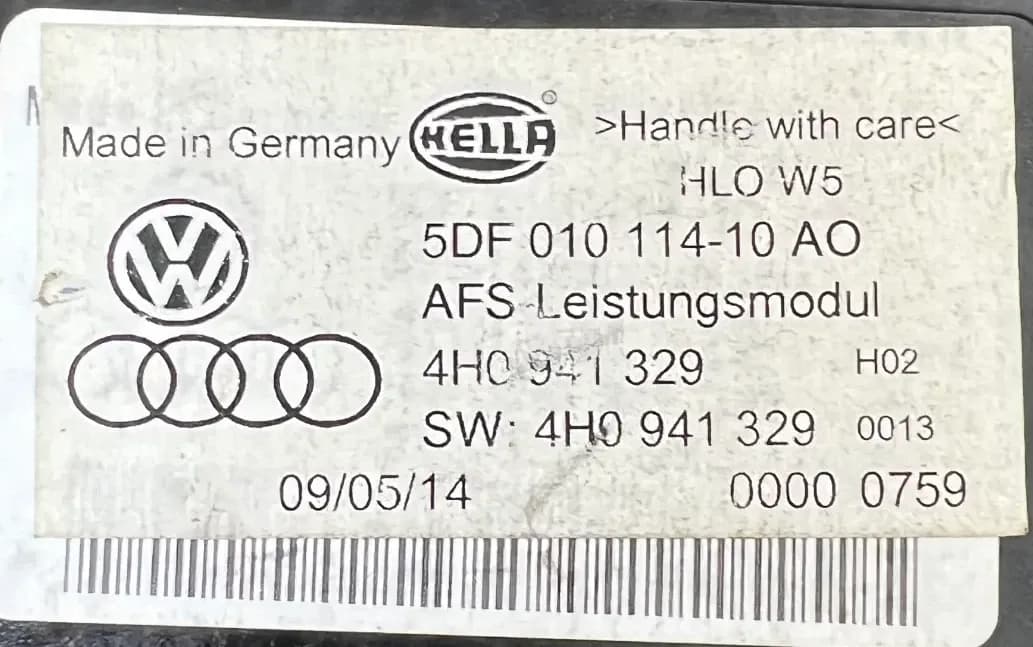 Made in Germany HELLA ® >Handle with care<
HLO W5
VW
5DF 010 114-10 AO
AFS-Leistungsmodul
4H0 941 329 H02
SW: 4H0 941 329 0013
09/05/14 0000 0759